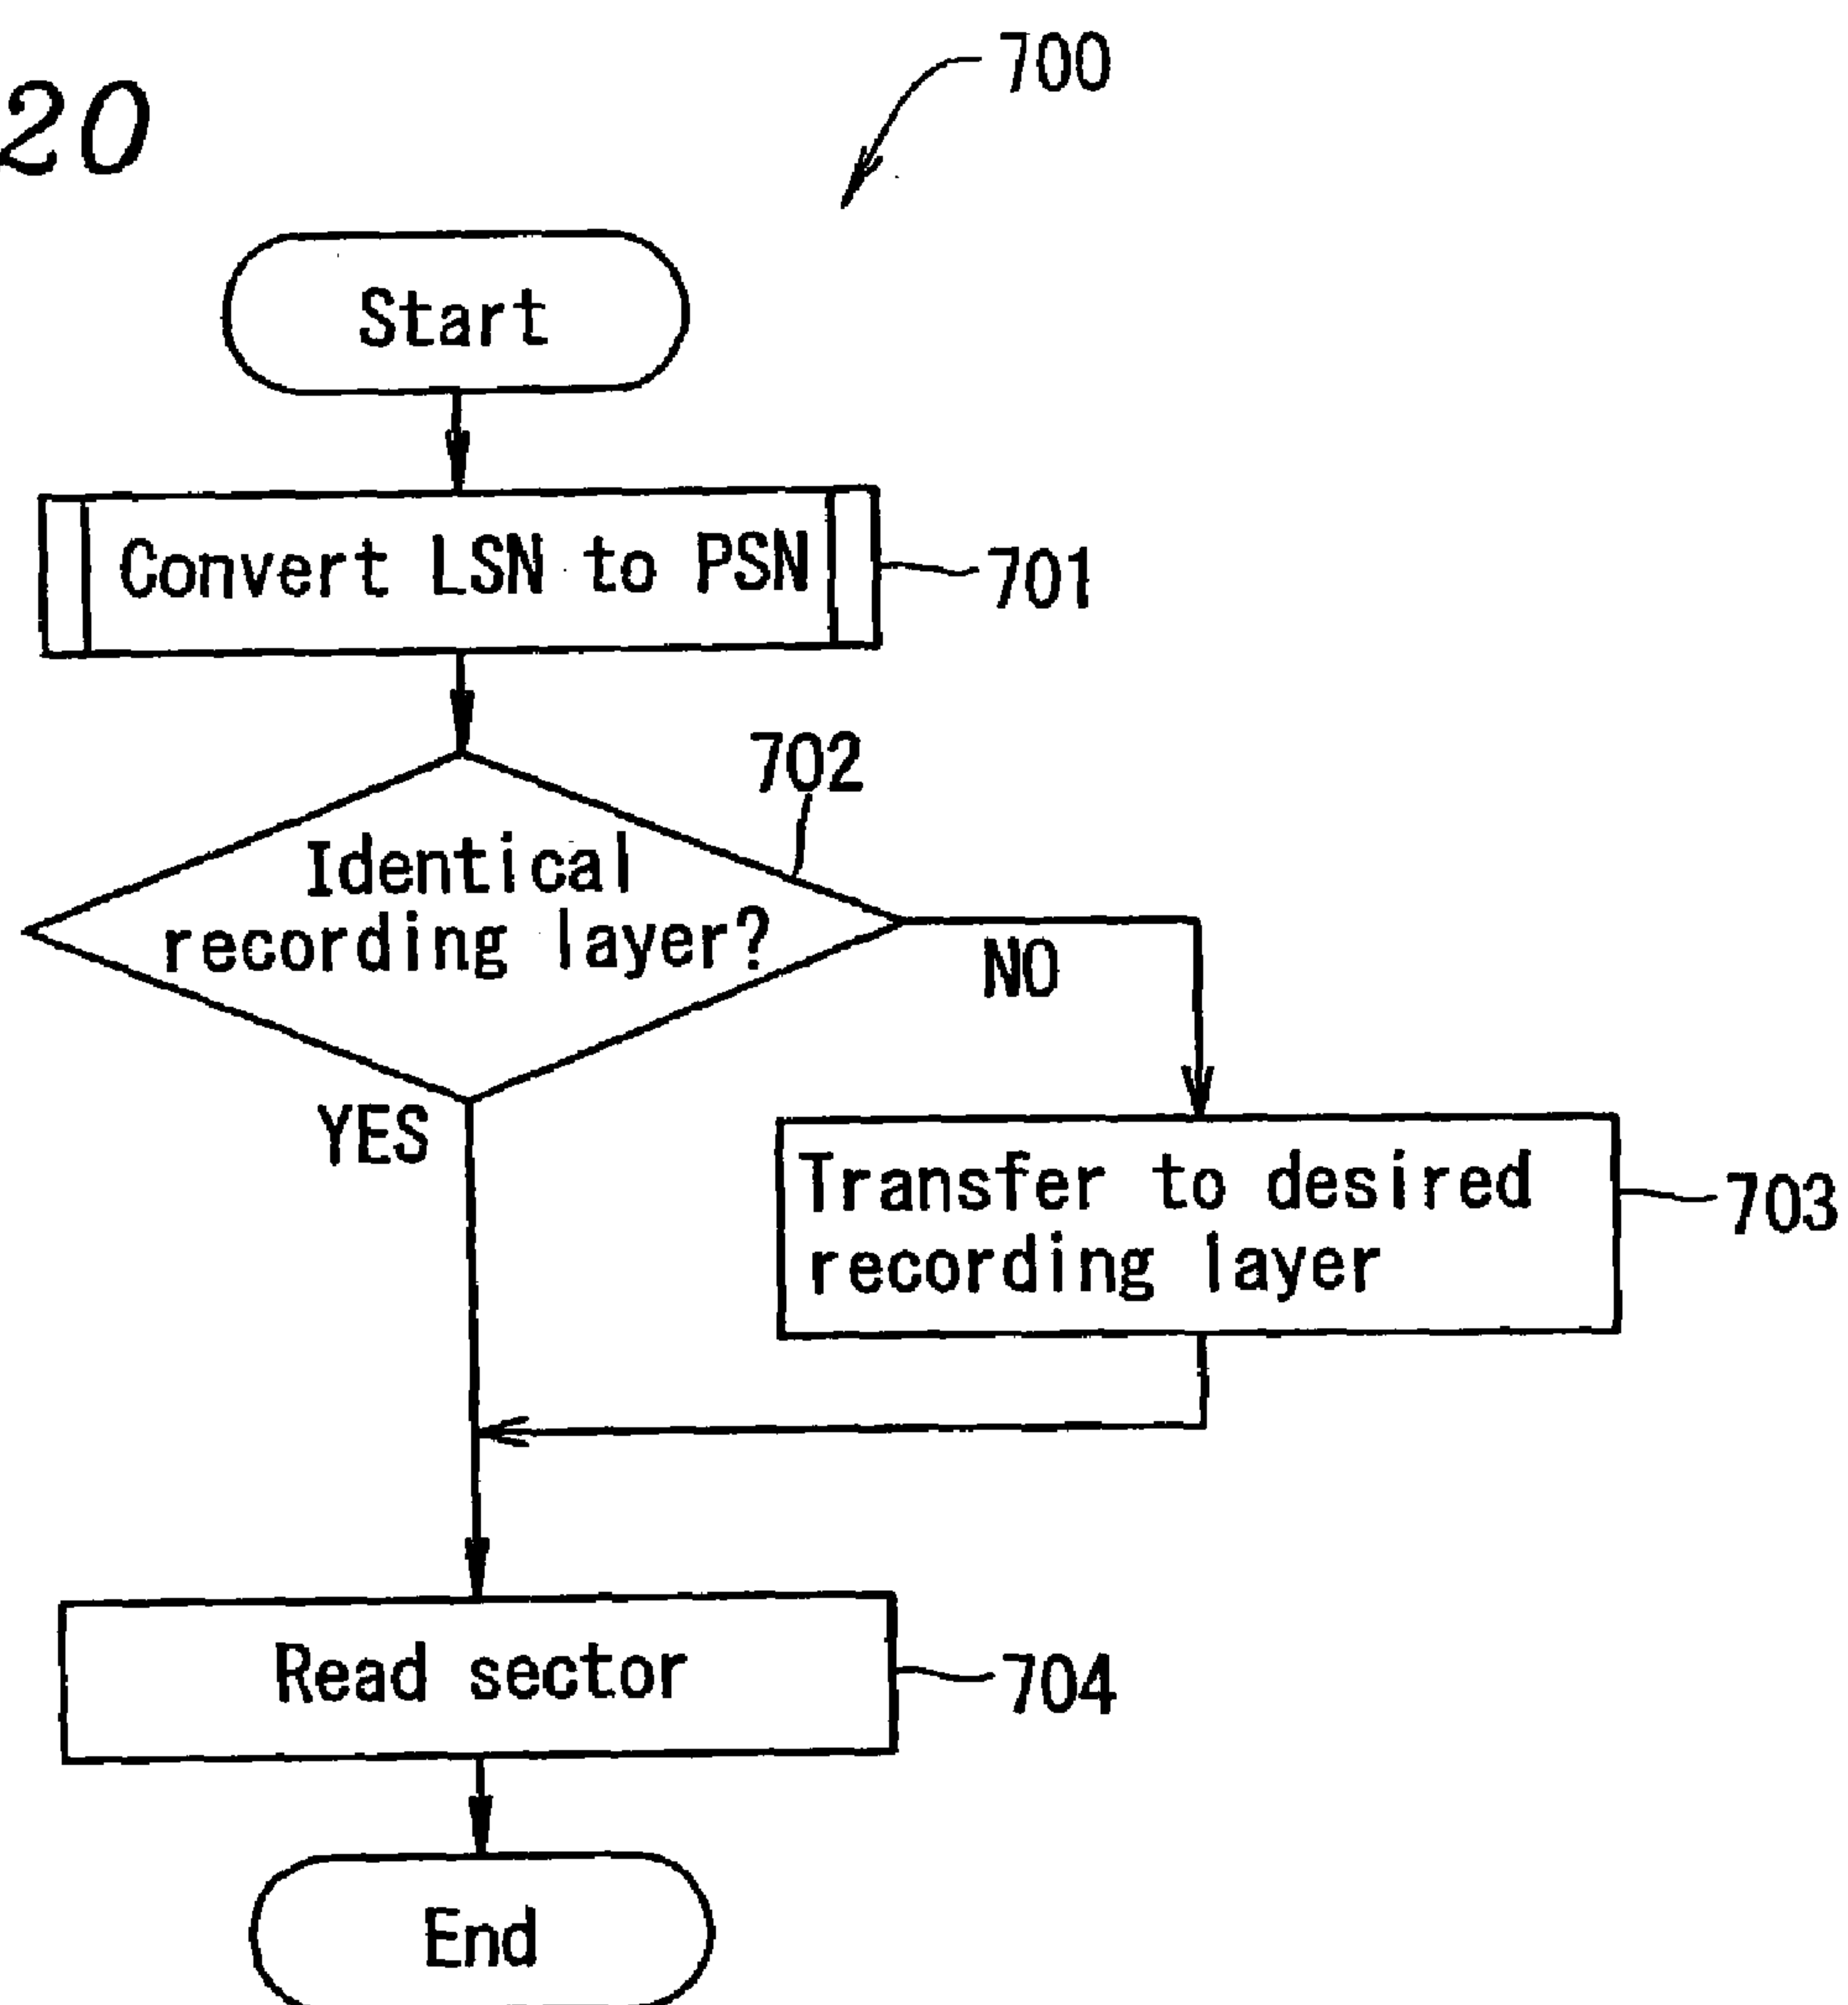 20
700
Start
Convert LSN to PSN
701
702
Identical
recording layer?
NO
YES
Transfer to desired
recording layer
703
Read sector
704
End